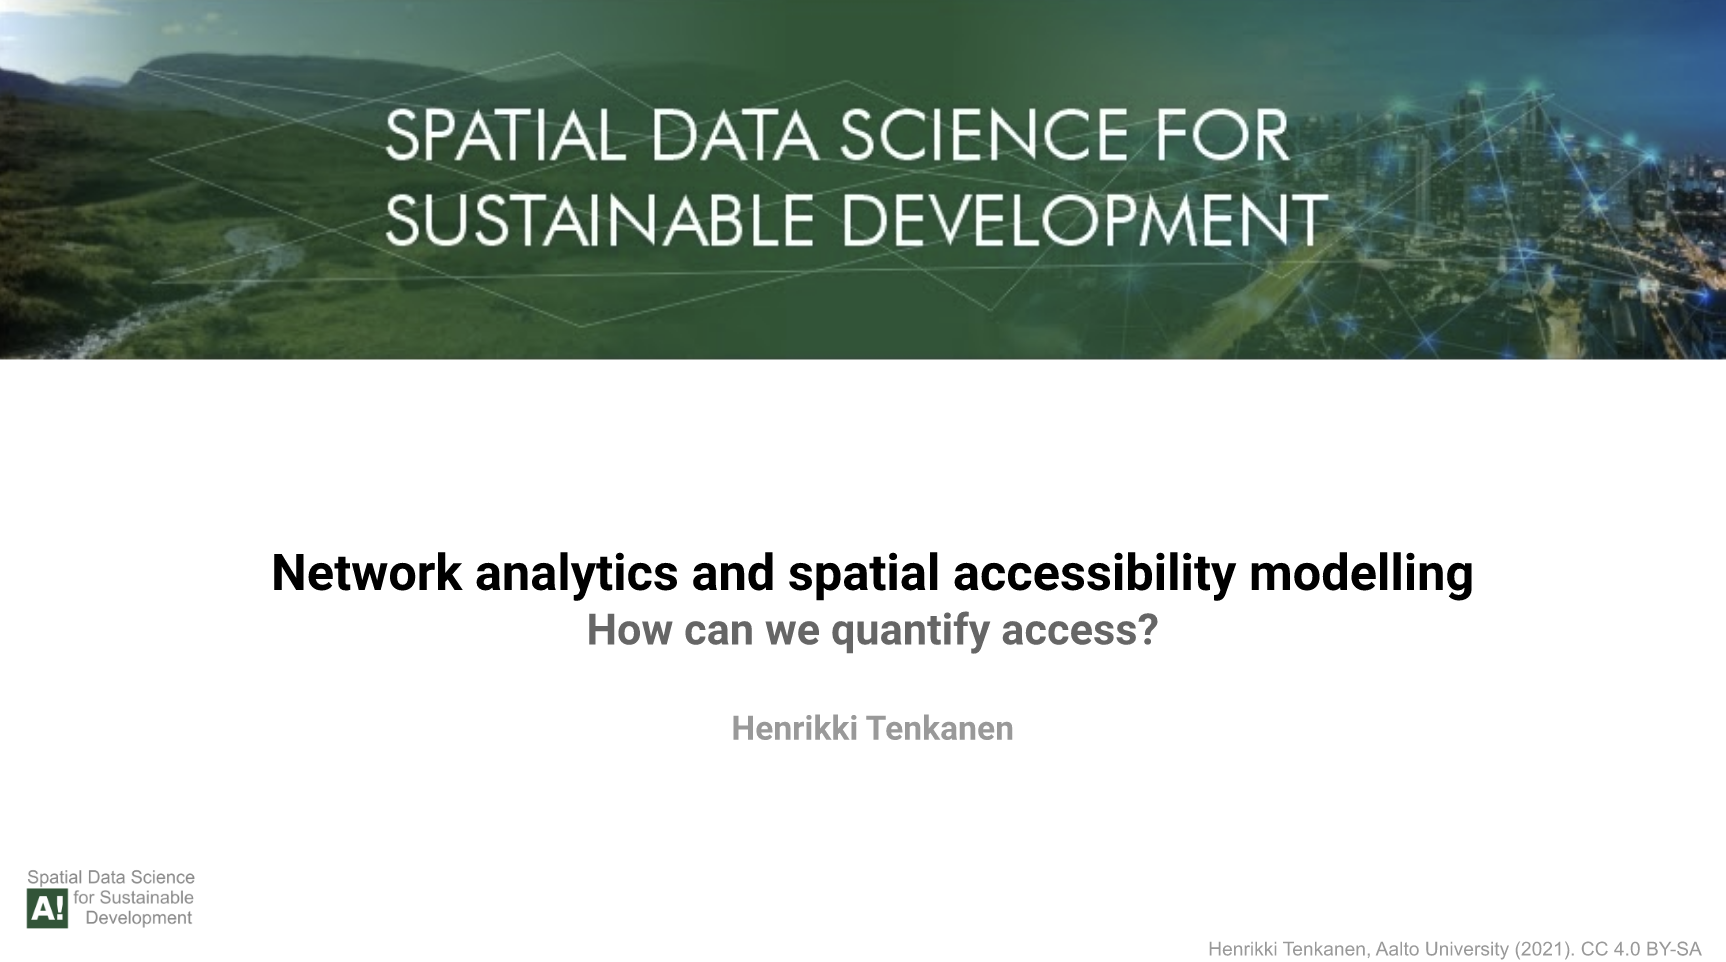 SPATIAL DATA SCIENCE FOR
SUSTAINABLE DEVELOPMENT
Network analytics and spatial accessibility modelling
How can we quantify access?
Henrikki Tenkanen
Spatial Data Science
A! for Sustainable
Development
Henrikki Tenkanen, Aalto University (2021). CC 4.0 BY-SA